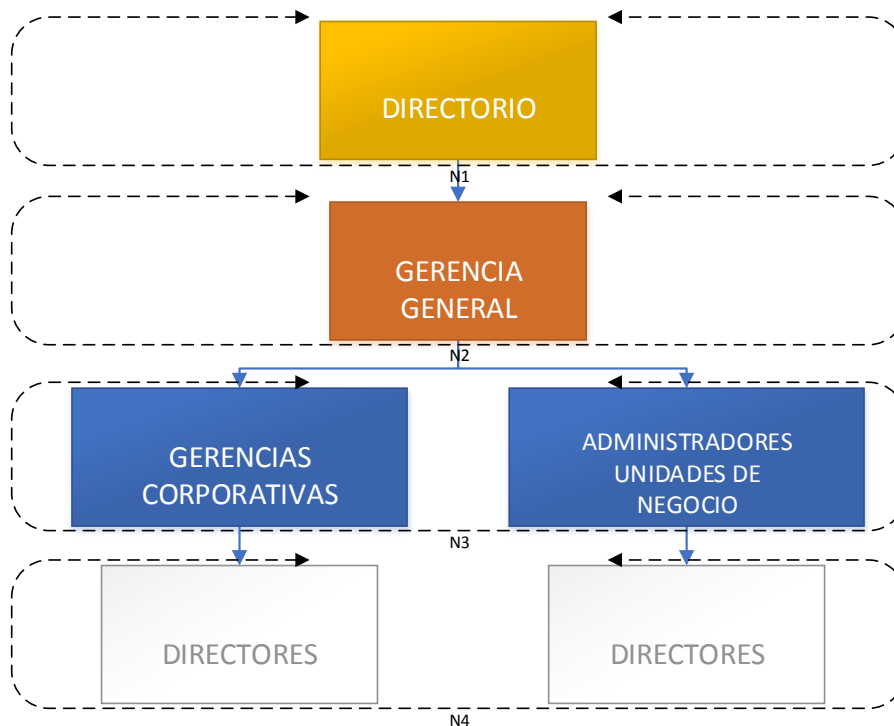 DIRECTORIO
N1
GERENCIA
GENERAL
N2
GERENCIAS
CORPORATIVAS
ADMINISTRADORES
UNIDADES DE
NEGOCIO
N3
DIRECTORES
DIRECTORES
N4